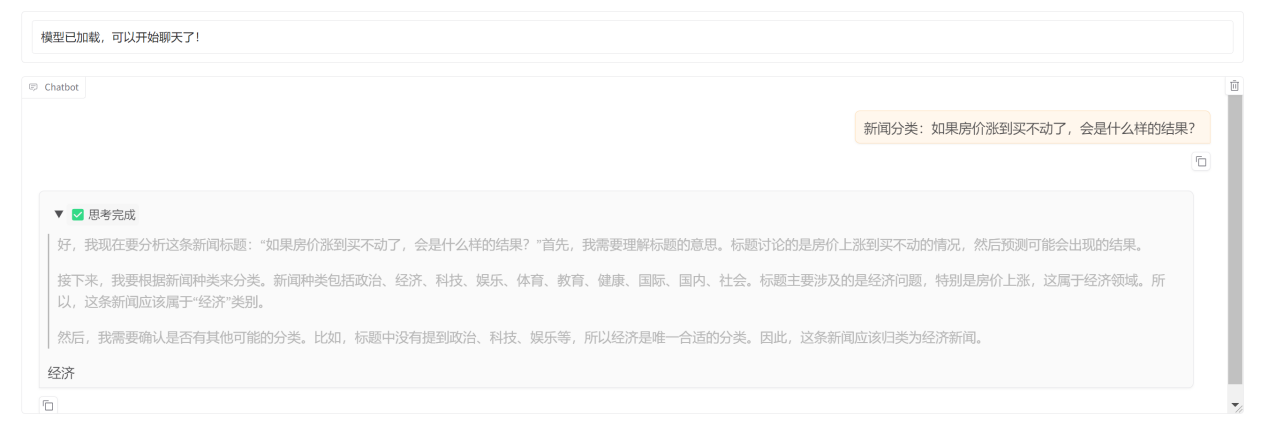 模型已加载，可以开始聊天了！
Chatbot
新闻分类：如果房价涨到买不动了，会是什么样的结果？
▼ ✅ 思考完成
好，我现在要分析这条新闻标题：“如果房价涨到买不动了，会是什么样的结果？”首先，我需要理解标题的意思。标题讨论的是房价上涨到买不动的情况，然后预测可能会出现的结果。
接下来，我要根据新闻种类来分类。新闻种类包括政治、经济、科技、娱乐、体育、教育、健康、国际、国内、社会。标题主要涉及的是经济问题，特别是房价上涨，这属于经济领域。所
以，这条新闻应该属于“经济”类别。
然后，我需要确认是否有其他可能的分类。比如，标题中没有提到政治、科技、娱乐等，所以经济是唯一合适的分类。因此，这条新闻应该归类为经济新闻。
经济